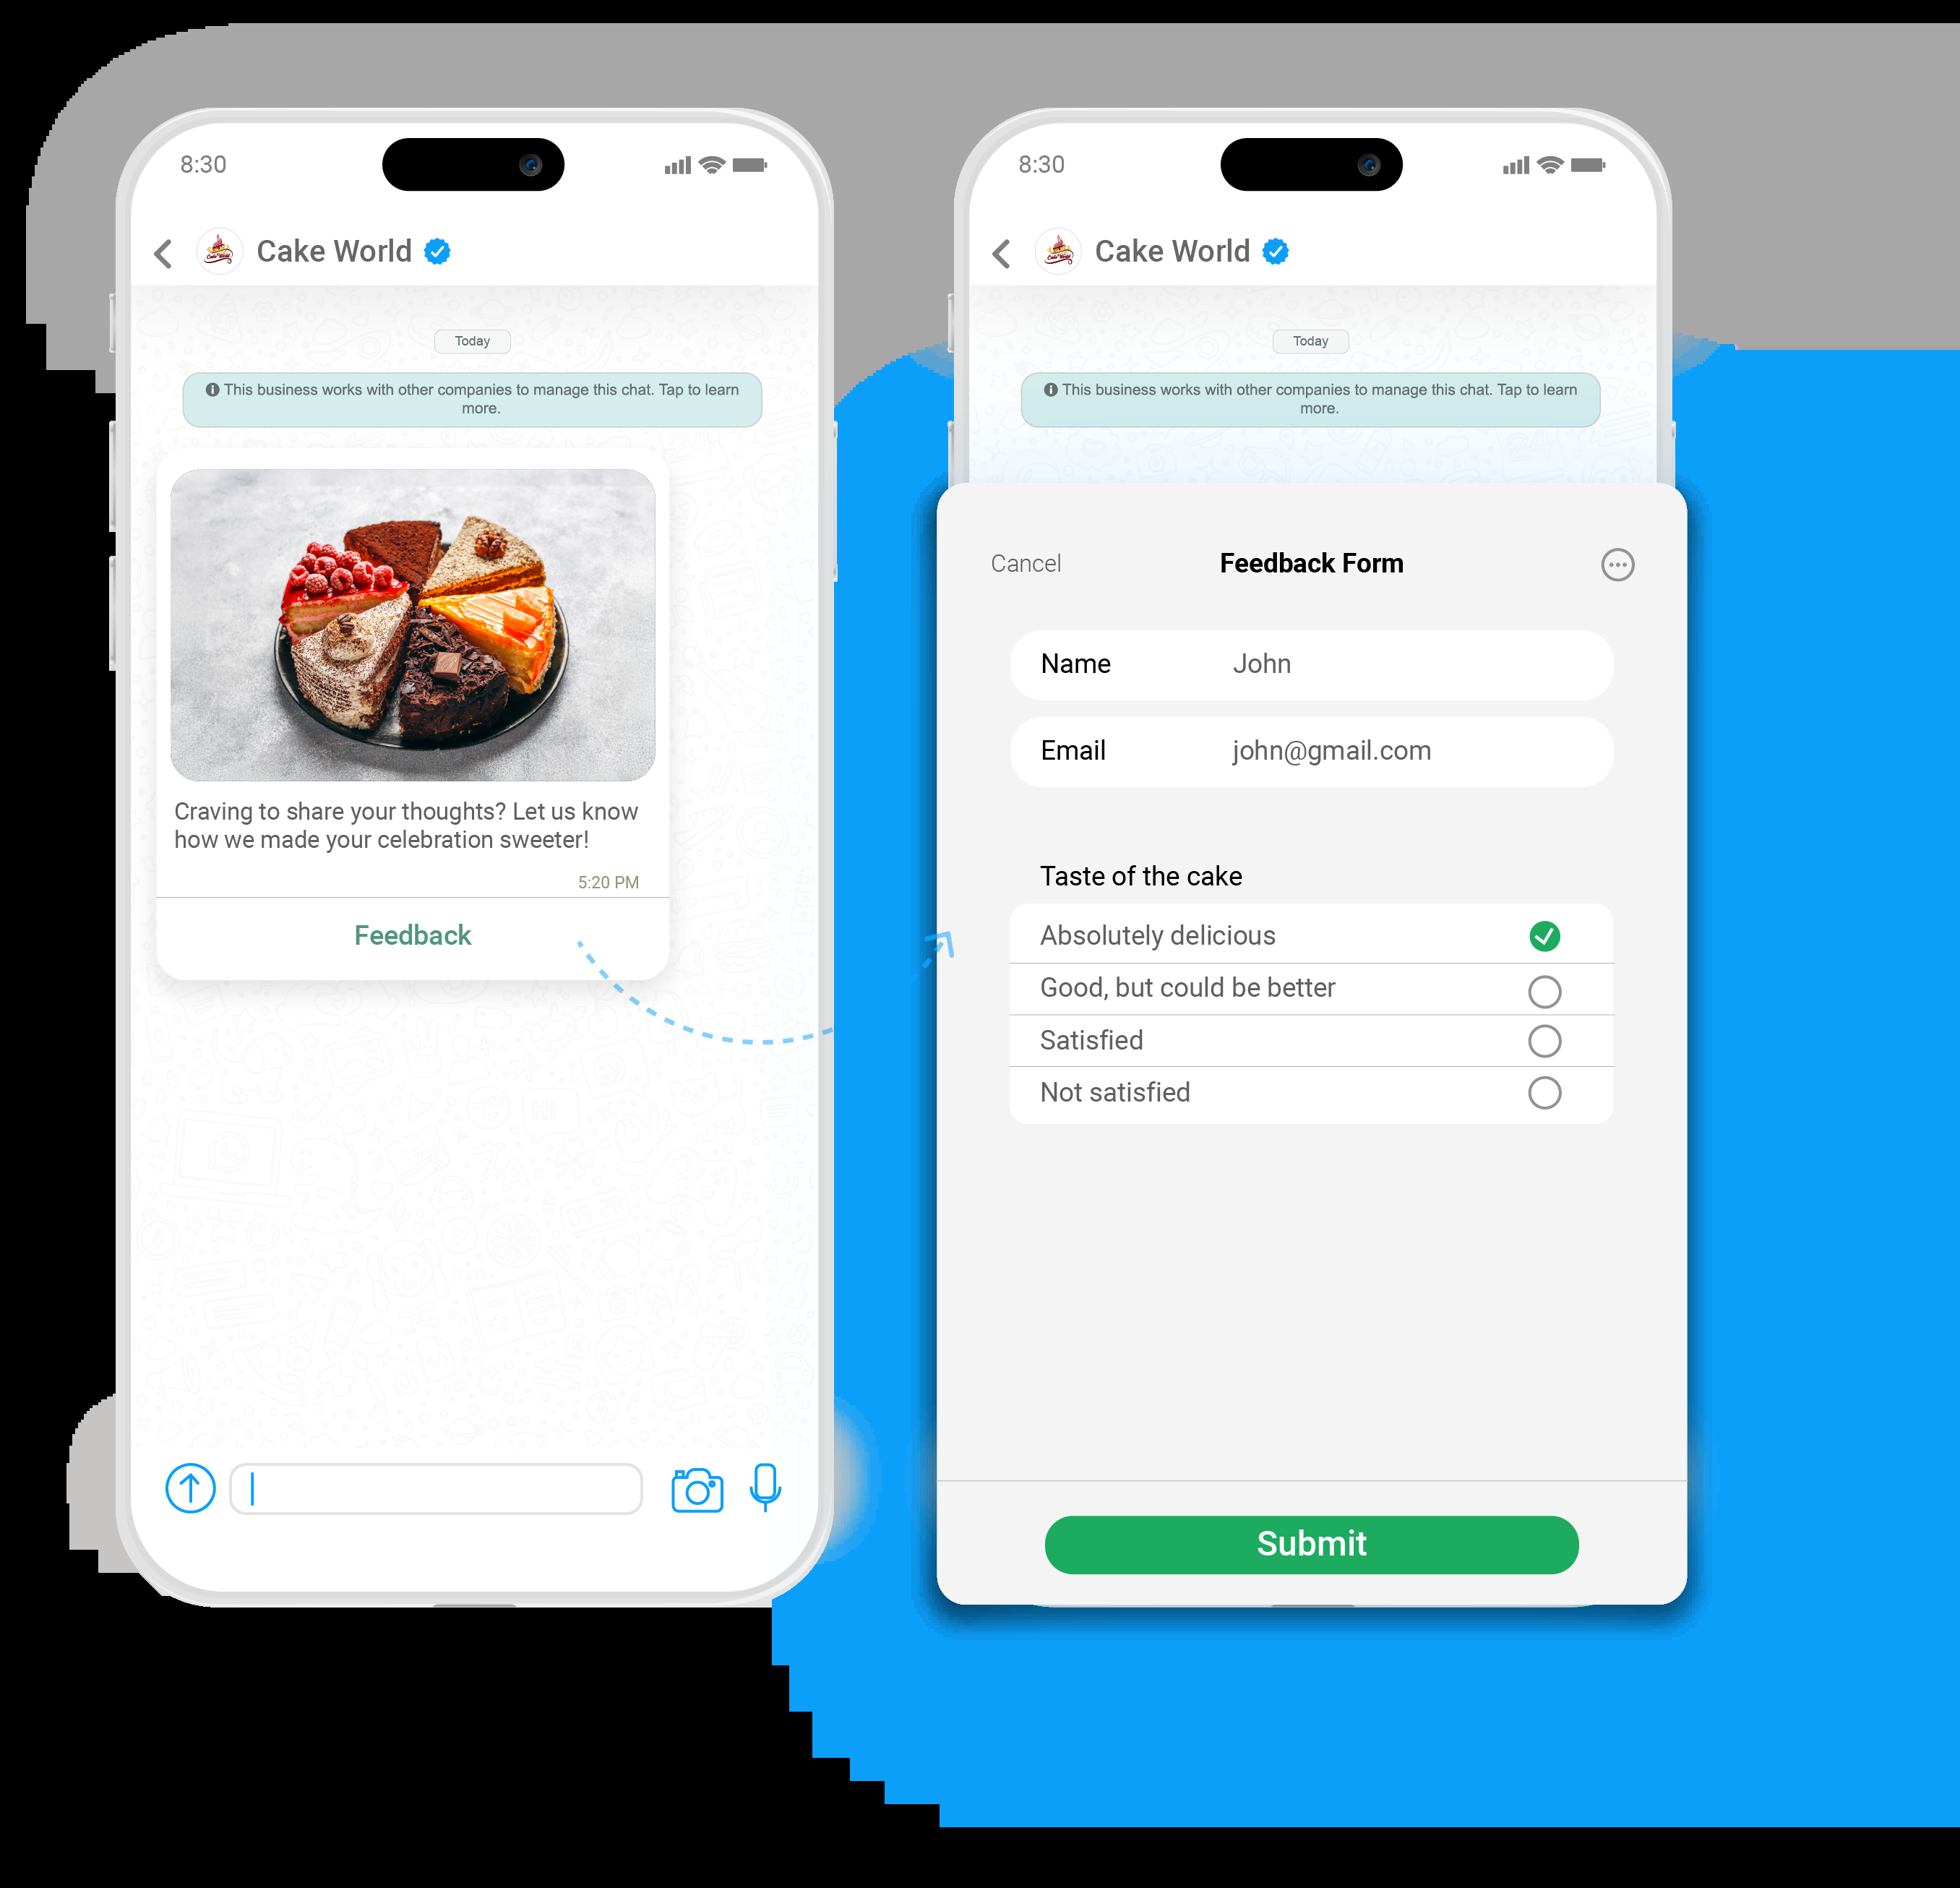 8:30
Cake World
Today
This business works with other companies to manage this chat. Tap to learn
more.
Craving to share your thoughts? Let us know
how we made your celebration sweeter!
5:20 PM
Feedback
8:30
Cake World
Today
This business works with other companies to manage this chat. Tap to learn
more.
Cancel
Feedback Form
Name
John
Email
john@gmail.com
Taste of the cake
Absolutely delicious
Good, but could be better
Satisfied
Not satisfied
Submit